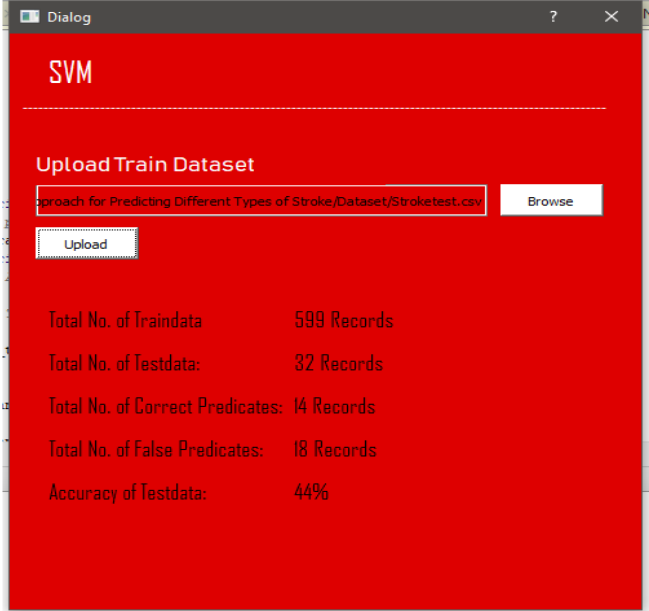 Dialog
SVM
Upload Train Dataset
proach for Predicting Different Types of Stroke/Dataset/Stroketest.csv
Browse
Upload
Total No. of Traindata 599 Records
Total No. of Testdata: 32 Records
Total No. of Correct Predicates: 14 Records
Total No. of False Predicates: 18 Records
Accuracy of Testdata: 44%